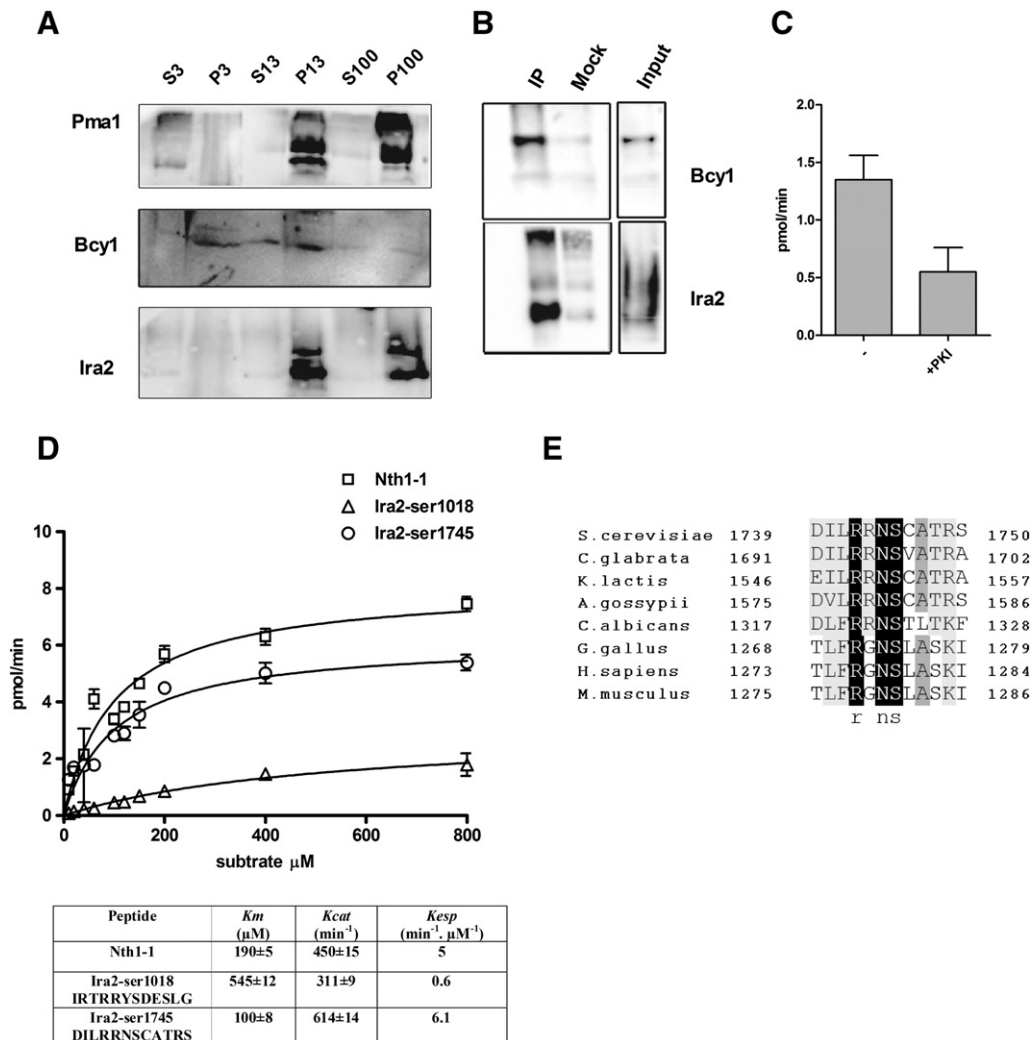 A
S3 P3 S13 P13 S100 P100
Pma1
Bcy1
Ira2
B
IP Mock Input
Bcy1
Ira2
C
pmol/min
2.0
1.5
1.0
0.5
0.0
-
+PKI
D
Nth1-1
Ira2-ser1018
Ira2-ser1745
pmol/min
10
8
6
4
2
0
0 200 400 600 800
subtrate μM
Peptide Km (μM) Kcat (min⁻¹) Kesp (min⁻¹. μM⁻¹)
Nth1-1 190±5 450±15 5
Ira2-ser1018 IRTRRYSDESLG 545±12 311±9 0.6
Ira2-ser1745 DILRRNSCATRS 100±8 614±14 6.1
E
S.cerevisiae 1739 DILRRNSCATRS 1750
C.glabrata 1691 DILRRNSVATRA 1702
K.lactis 1546 EILRRNSCATRA 1557
A.gossypii 1575 DVLRRNSCATRS 1586
C.albicans 1317 DLFRRNSTLTKF 1328
G.gallus 1268 TLFRGNSLASKI 1279
H.sapiens 1273 TLFRGNSLASKI 1284
M.musculus 1275 TLFRGNSLASKI 1286
r ns